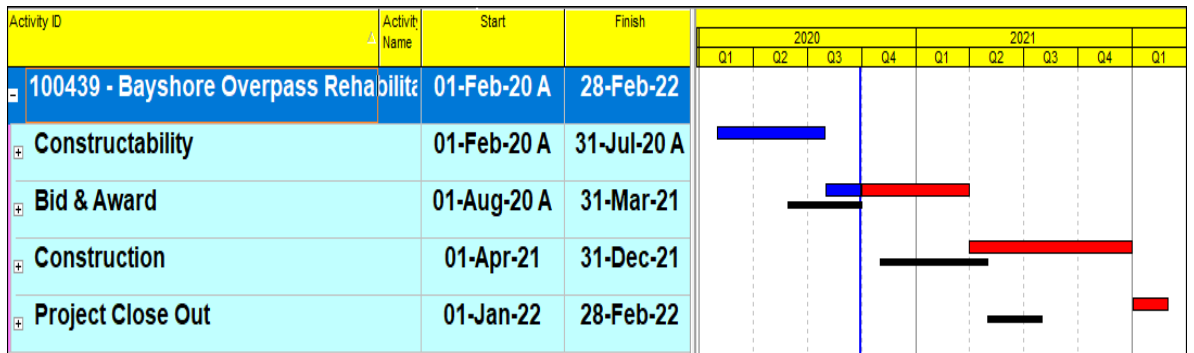 Activity ID Activity Name Start Finish
2020 2021
Q1 Q2 Q3 Q4 Q1 Q2 Q3 Q4 Q1
100439 - Bayshore Overpass Rehabilita 01-Feb-20 A 28-Feb-22
Constructability 01-Feb-20 A 31-Jul-20 A
Bid & Award 01-Aug-20 A 31-Mar-21
Construction 01-Apr-21 31-Dec-21
Project Close Out 01-Jan-22 28-Feb-22